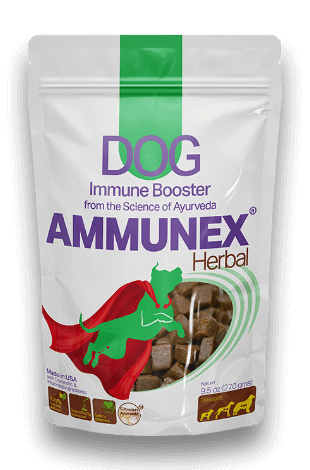 DOG
Immune Booster
from the Science of Ayurveda
AMMUNEX®
Herbal
Made in USA
Net wt
9.5 oz (270 gms)